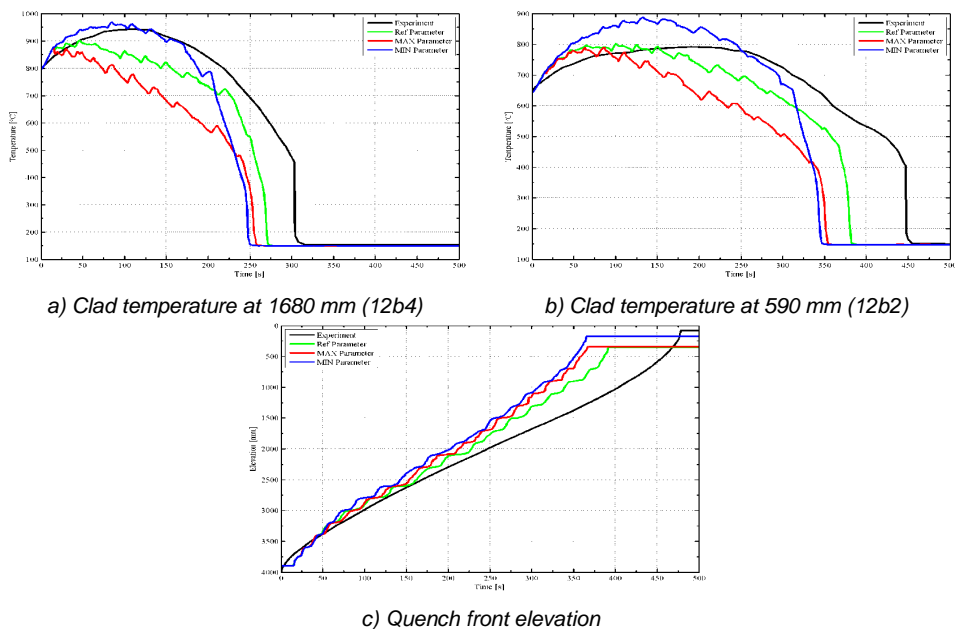 1000
900
800
700
600
500
400
300
200
100
0
50
100
150
200
250
300
350
400
450
500
Temperature [°C]
Time [s]
Experiment
Ref Parameter
MAX Parameter
MIN Parameter
a) Clad temperature at 1680 mm (12b4)
900
800
700
600
500
400
300
200
100
0
50
100
150
200
250
300
350
400
450
500
Temperature [°C]
Time [s]
Experiment
Ref Parameter
MAX Parameter
MIN Parameter
b) Clad temperature at 590 mm (12b2)
0
500
1000
1500
2000
2500
3000
3500
4000
0
50
100
150
200
250
300
350
400
450
500
Elevation [mm]
Time [s]
Experiment
Ref Parameter
MAX Parameter
MIN Parameter
c) Quench front elevation